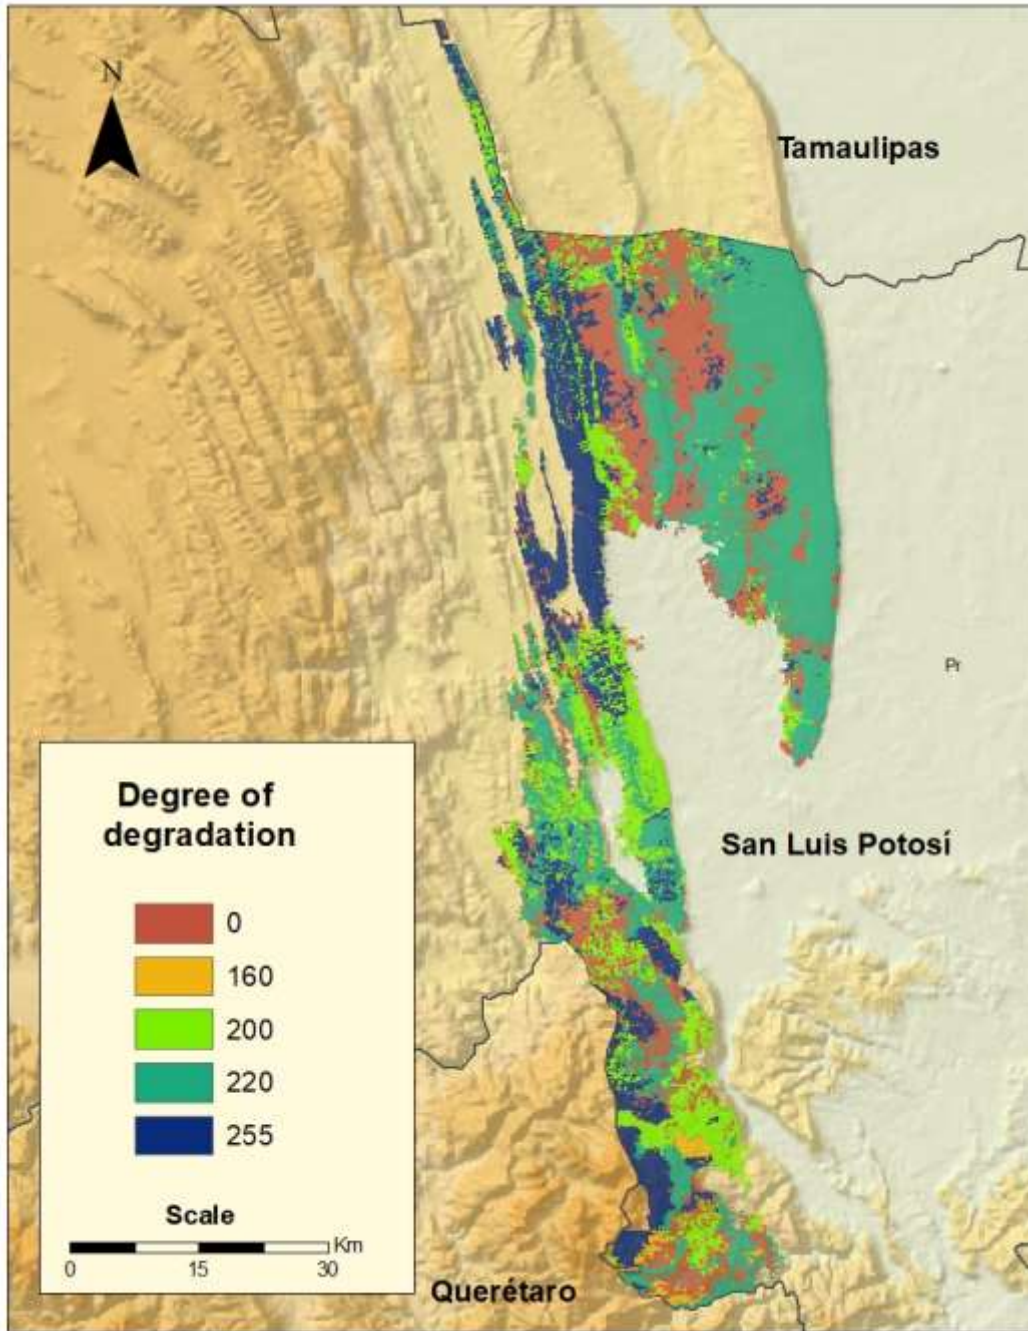 N
Tamaulipas
Pr
Degree of
degradation
San Luis Potosí
0
160
200
220
255
Scale
Km
0 15 30
Querétaro